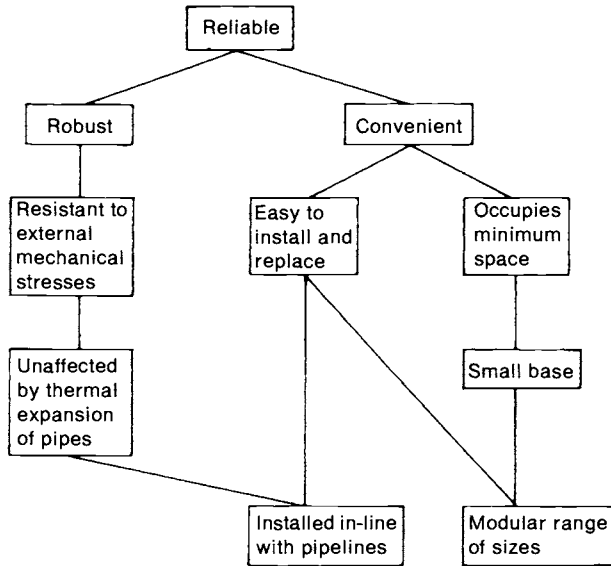 Reliable
Robust
Convenient
Resistant to
external
mechanical
stresses
Easy to
install and
replace
Occupies
minimum
space
Unaffected
by thermal
expansion
of pipes
Small base
Installed in-line
with pipelines
Modular range
of sizes